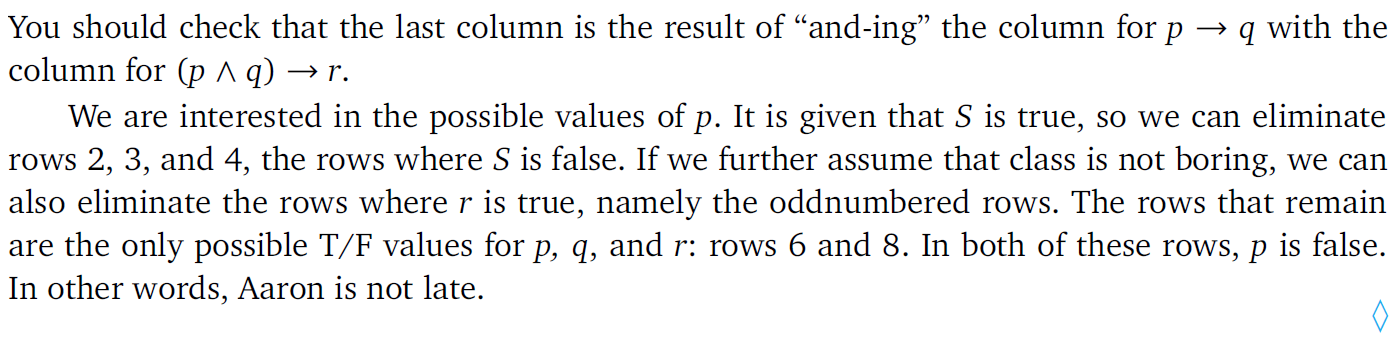 You should check that the last column is the result of “and-ing” the column for p → q with the
column for (p ∧ q) → r.
We are interested in the possible values of p. It is given that S is true, so we can eliminate
rows 2, 3, and 4, the rows where S is false. If we further assume that class is not boring, we can
also eliminate the rows where r is true, namely the oddnumbered rows. The rows that remain
are the only possible T/F values for p, q, and r: rows 6 and 8. In both of these rows, p is false.
In other words, Aaron is not late.
◊